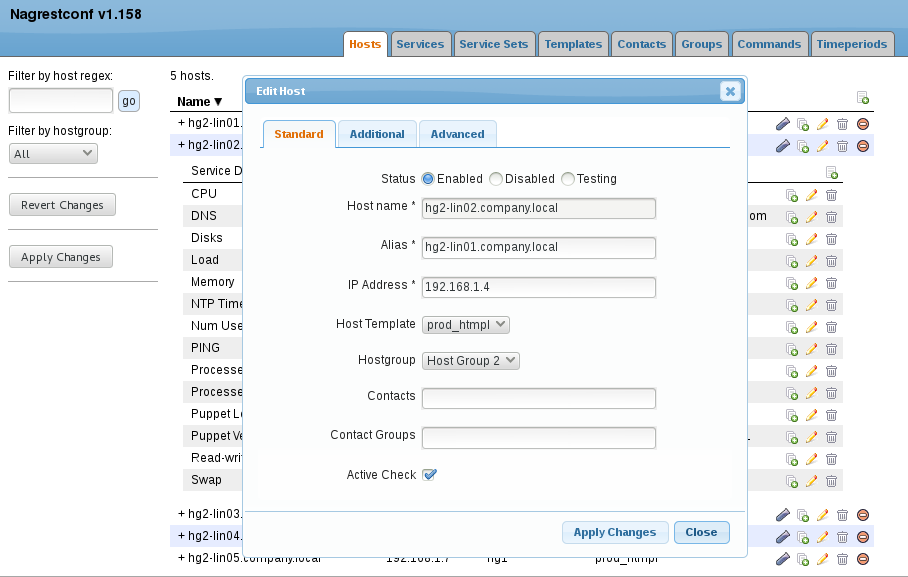 Nagrestconf v1.158
Hosts Services Service Sets Templates Contacts Groups Commands Timeperiods
Filter by host regex:
go
Filter by hostgroup:
All
Revert Changes
Apply Changes
5 hosts.
Name ▼
+ hg2-lin01.
+ hg2-lin02.
Service D
CPU
DNS
om
Disks
Load
Memory
NTP Time
Num Use
PING
Processe
Processe
Puppet L
Puppet Ve
Read-writ
Swap
+ hg2-lin03.
+ hg2-lin04.
+ hg2-lin05.company.local 192.168.1.7 hg1 prod_htmpl
Edit Host
Standard Additional Advanced
Status Enabled Disabled Testing
Host name * hg2-lin02.company.local
Alias * hg2-lin01.company.local
IP Address * 192.168.1.4
Host Template prod_htmpl
Hostgroup Host Group 2
Contacts
Contact Groups
Active Check
Apply Changes Close